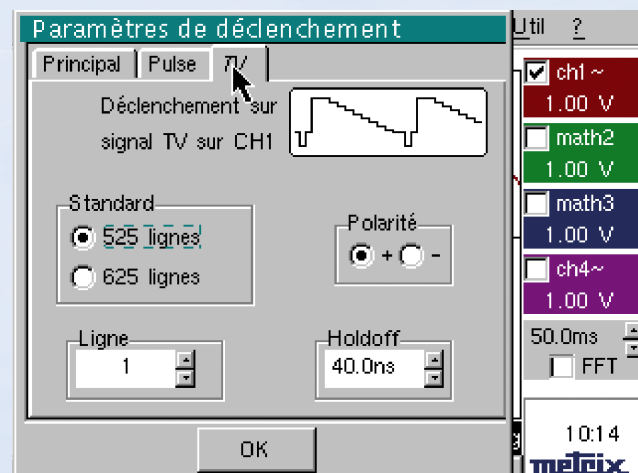 Paramètres de déclenchement
Principal Pulse TV
Déclenchement sur
signal TV sur CH1
Standard
525 lignes
625 lignes
Polarité
+ -
Ligne
1
Holdoff
40.0ns
OK
Util ?
ch1~
1.00 V
math2
1.00 V
math3
1.00 V
ch4~
1.00 V
50.0ms
FFT
10:14
metrix